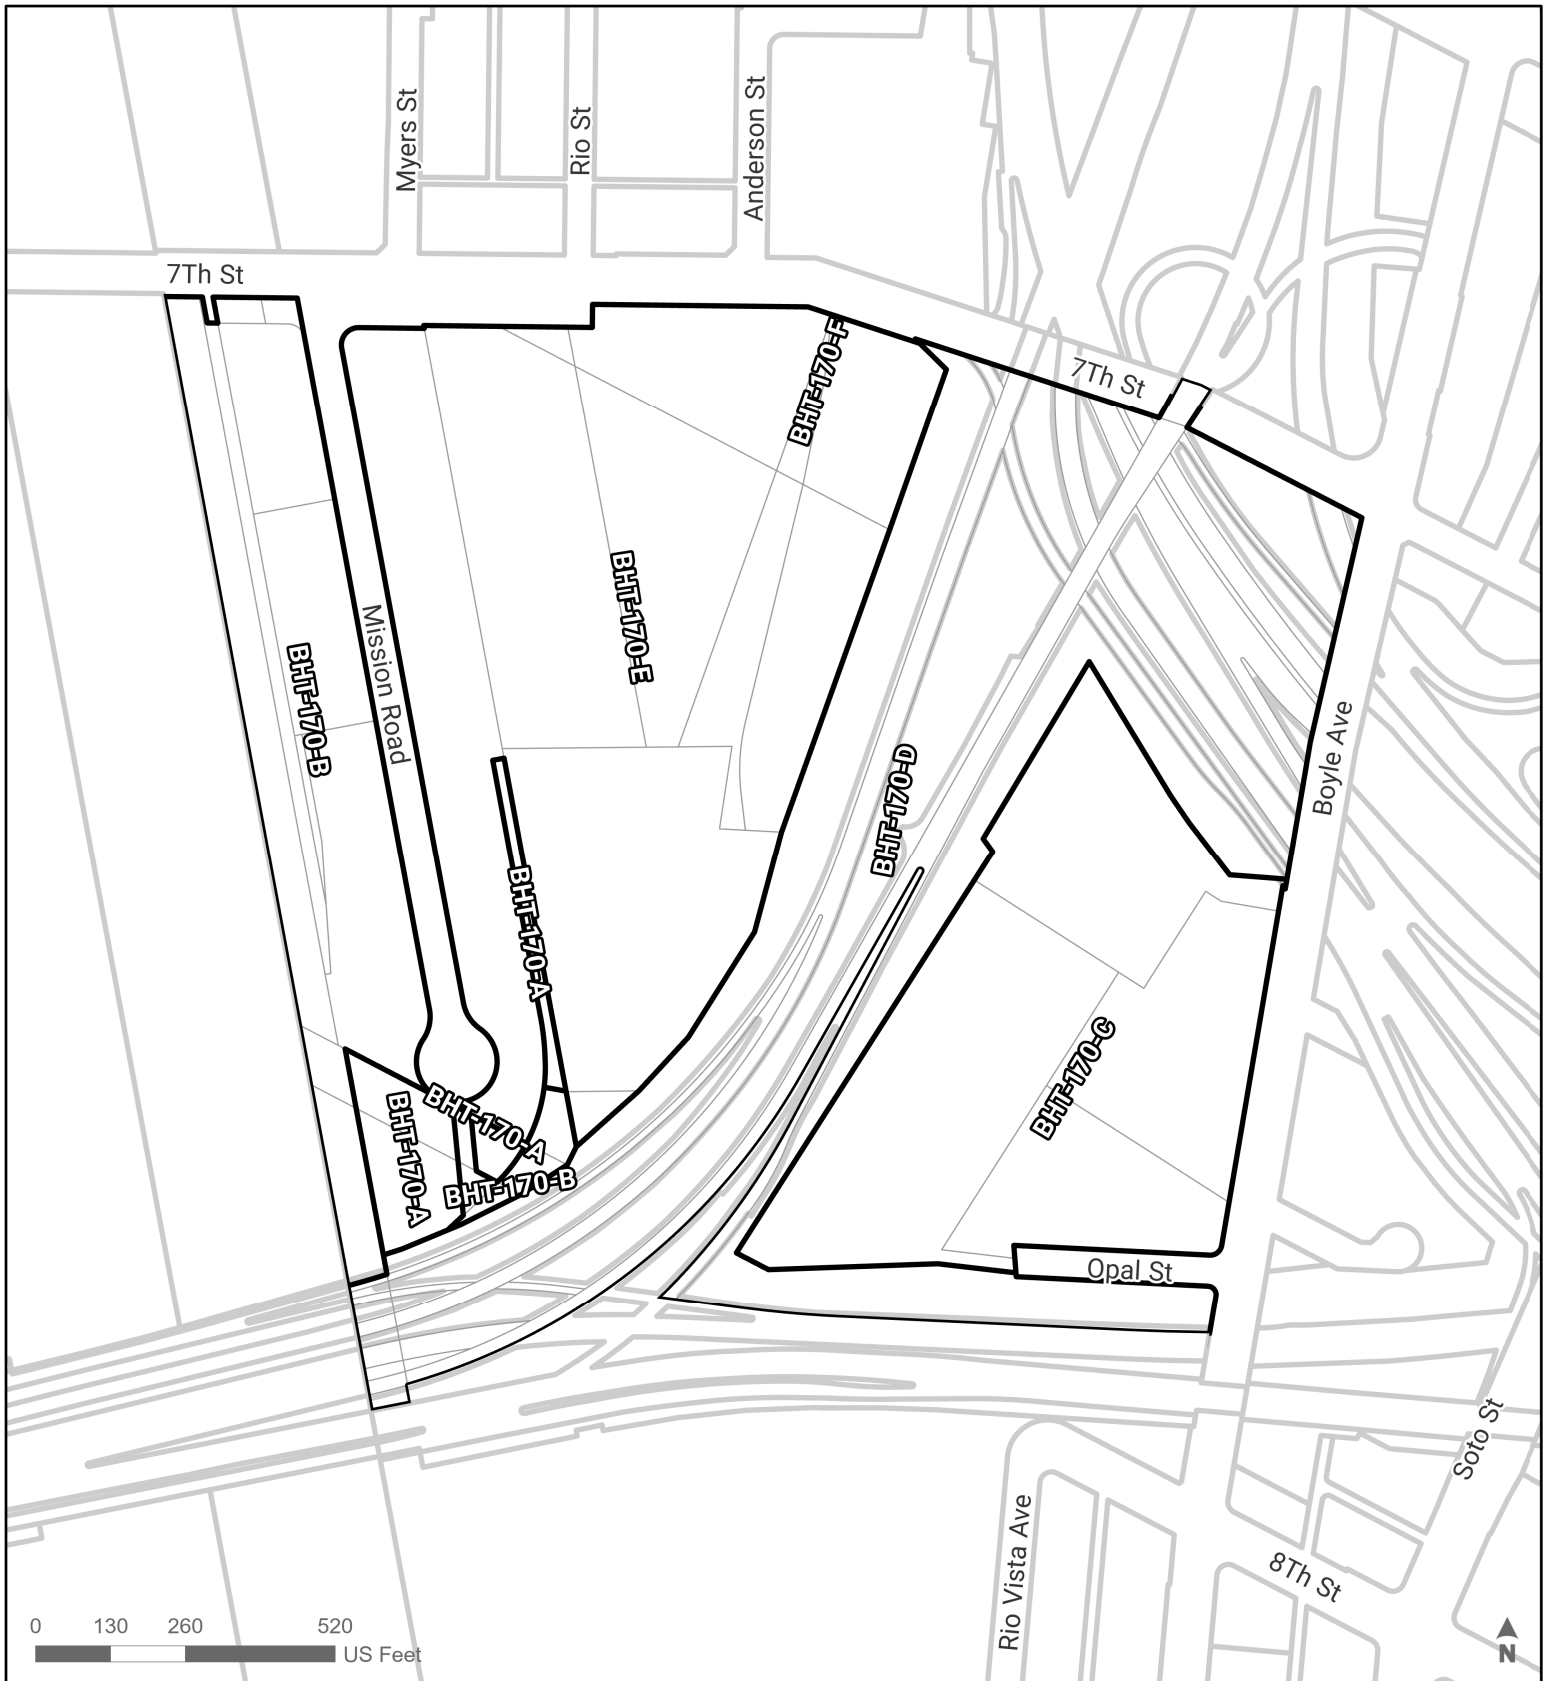 Myers St
Rio St
Anderson St
7Th St
7Th St
BHT-170-F
BHT-170-E
Mission Road
BHT-170-B
BHT-170-D
Boyle Ave
BHT-170-A
BHT-170-C
BHT-170-A
BHT-170-A
BHT-170-B
Opal St
Soto St
Rio Vista Ave
8Th St
0 130 260 520
US Feet
N